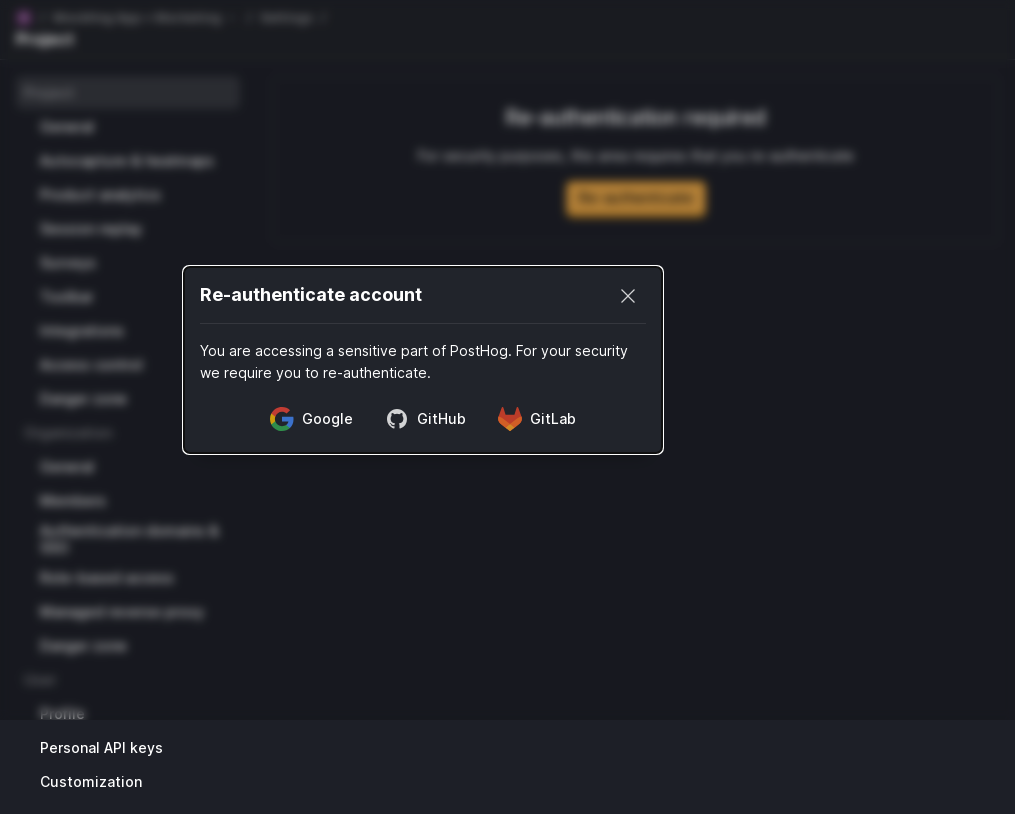 Settings
Project
Project
Re-authentication required
General
For security purposes, this area requires that you re-authenticate
Autocapture & heatmaps
Product analytics
Re-authenticate
Session replay
Surveys
Toolbar
Re-authenticate account
Integrations
You are accessing a sensitive part of PostHog. For your security
we require you to re-authenticate.
Access control
Danger zone
Google
GitHub
GitLab
Organization
General
Members
Authentication domains &
SSO
Role-based access
Managed reverse proxy
Danger zone
User
Profile
Personal API keys
Customization